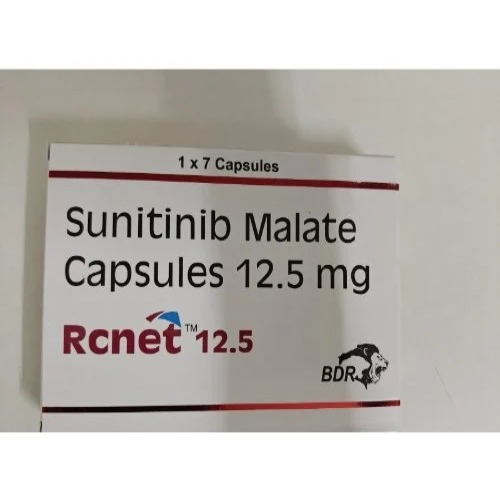 1 x 7 Capsules
Sunitinib Malate
Capsules 12.5 mg
Rcnet™ 12.5
BDR